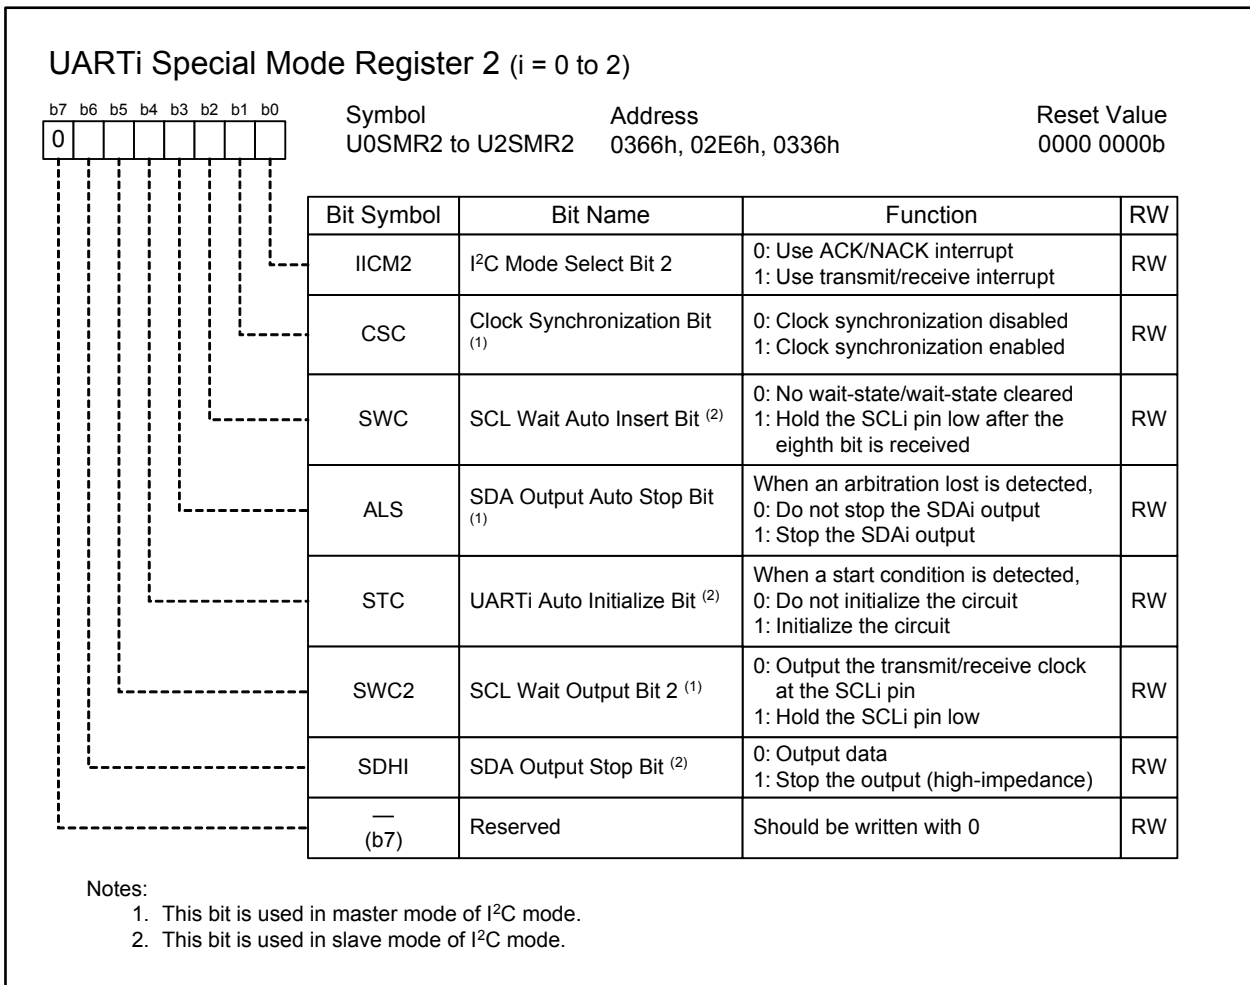 UARTi Special Mode Register 2 (i = 0 to 2)
b7 b6 b5 b4 b3 b2 b1 b0
0
Symbol Address Reset Value
U0SMR2 to U2SMR2 0366h, 02E6h, 0336h 0000 0000b
Bit Symbol Bit Name Function RW
IICM2 I²C Mode Select Bit 2 0: Use ACK/NACK interrupt
1: Use transmit/receive interrupt RW
CSC Clock Synchronization Bit (1) 0: Clock synchronization disabled
1: Clock synchronization enabled RW
SWC SCL Wait Auto Insert Bit (2) 0: No wait-state/wait-state cleared
1: Hold the SCLi pin low after the
eighth bit is received RW
ALS SDA Output Auto Stop Bit (1) When an arbitration lost is detected,
0: Do not stop the SDAi output
1: Stop the SDAi output RW
STC UARTi Auto Initialize Bit (2) When a start condition is detected,
0: Do not initialize the circuit
1: Initialize the circuit RW
SWC2 SCL Wait Output Bit 2 (1) 0: Output the transmit/receive clock
at the SCLi pin
1: Hold the SCLi pin low RW
SDHI SDA Output Stop Bit (2) 0: Output data
1: Stop the output (high-impedance) RW
—
(b7) Reserved Should be written with 0 RW
Notes:
1. This bit is used in master mode of I²C mode.
2. This bit is used in slave mode of I²C mode.